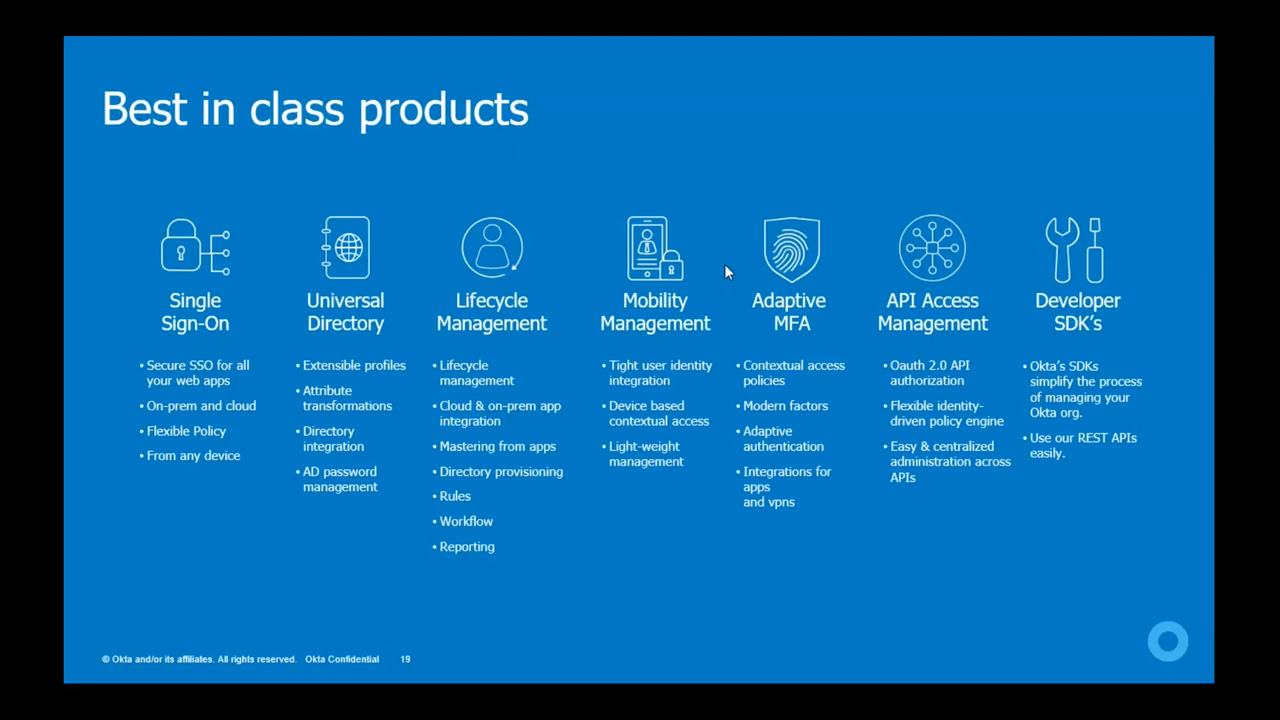 Best in class products
Single
Sign-On
• Secure SSO for all
your web apps
• On-prem and cloud
• Flexible Policy
• From any device
Universal
Directory
• Extensible profiles
• Attribute
transformations
• Directory
integration
• AD password
management
Lifecycle
Management
• Lifecycle
management
• Cloud & on-prem app
integration
• Mastering from apps
• Directory provisioning
• Rules
• Workflow
• Reporting
Mobility
Management
• Tight user identity
integration
• Device based
contextual access
• Light-weight
management
Adaptive
MFA
• Contextual access
policies
• Modern factors
• Adaptive
authentication
• Integrations for
apps
and vpns
API Access
Management
• Oauth 2.0 API
authorization
• Flexible identity-
driven policy engine
• Easy & centralized
administration across
APIs
Developer
SDK's
• Okta's SDKs
simplify the process
of managing your
Okta org.
• Use our REST APIs
easily.
© Okta and/or its affiliates. All rights reserved. Okta Confidential 19